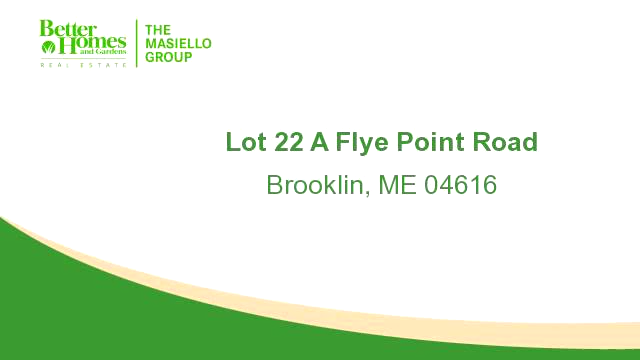 Better
Homes
and Gardens
REAL ESTATE
THE
MASIELLO
GROUP
Lot 22 A Flye Point Road
Brooklin, ME 04616